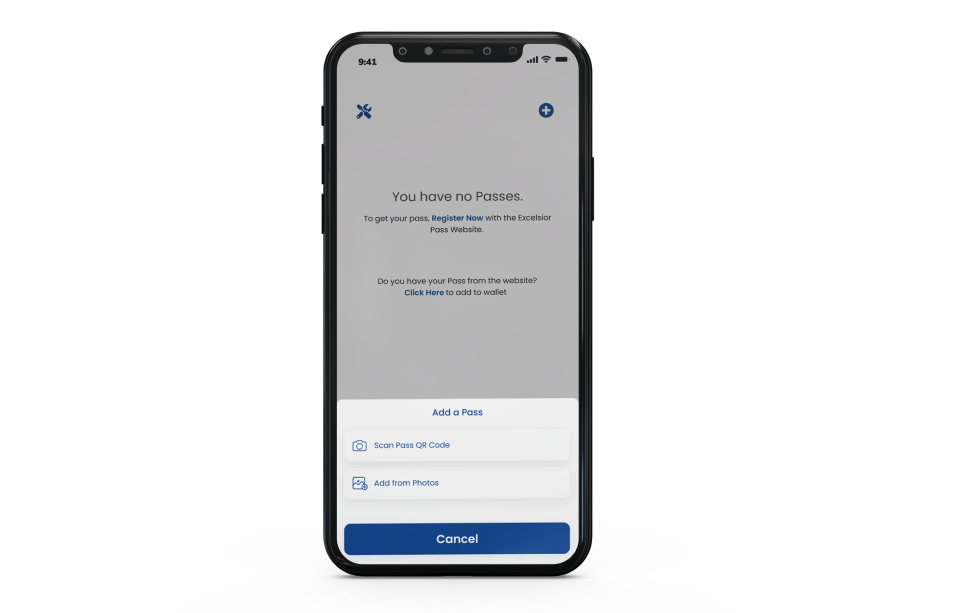 9:41
You have no Passes.
To get your pass, Register Now with the Excelsior
Pass Website.
Do you have your Pass from the website?
Click Here to add to wallet
Add a Pass
Scan Pass QR Code
Add from Photos
Cancel